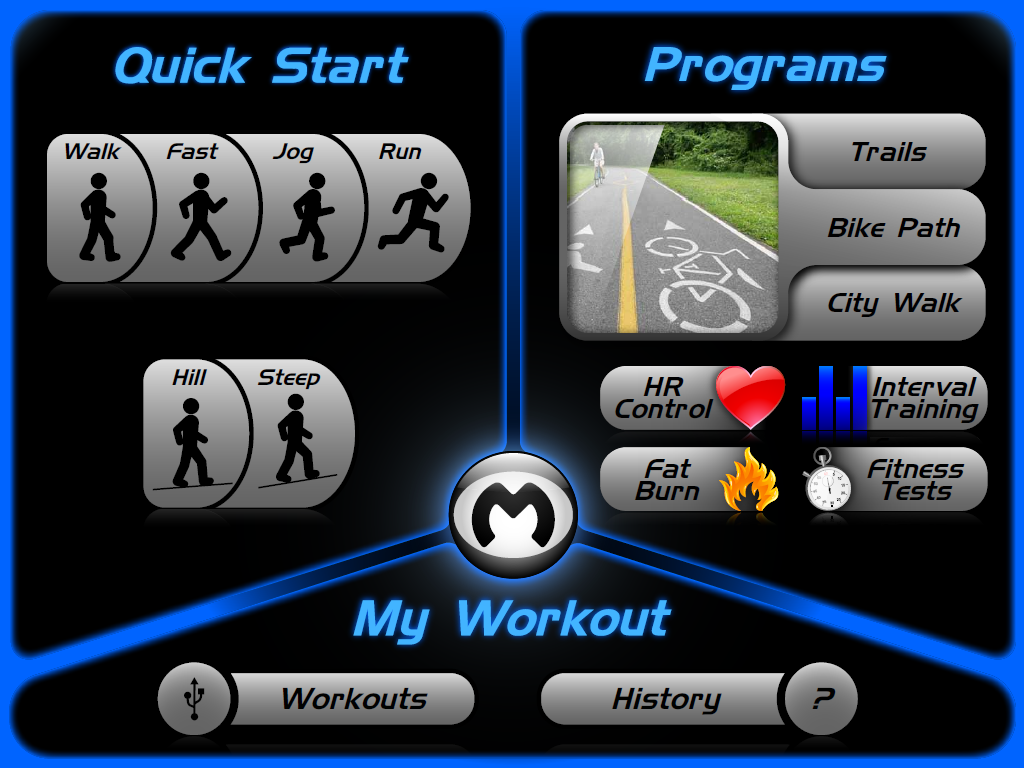 Quick Start
Programs
Walk
Fast
Jog
Run
Trails
Bike Path
City Walk
Hill
Steep
HR
Control
Interval
Training
Fat
Burn
Fitness
Tests
M
My Workout
Workouts
History
?